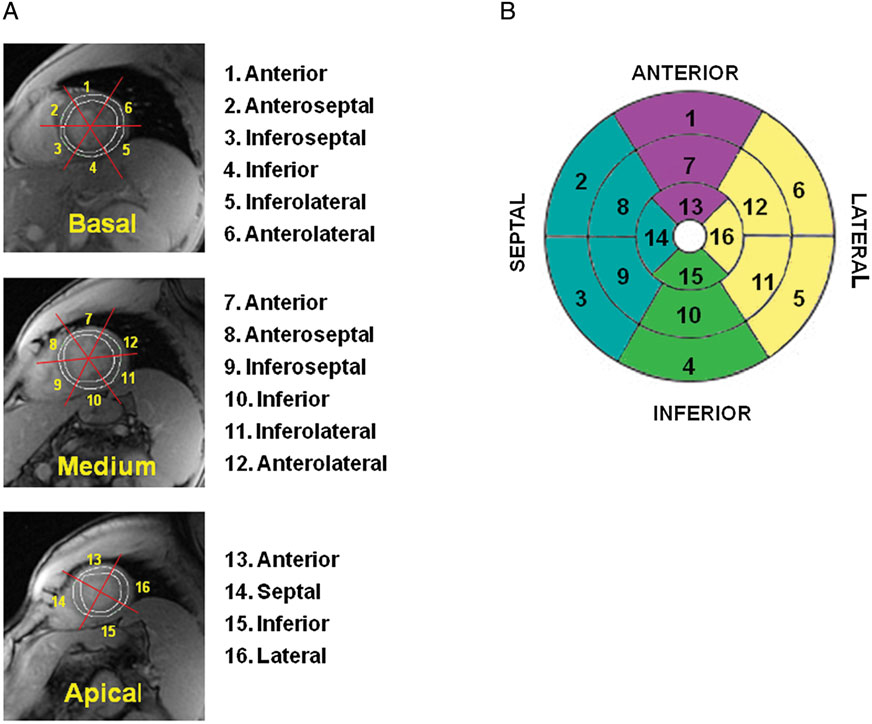 A
1
2
6
3
5
4
Basal
1. Anterior
2. Anteroseptal
3. Inferoseptal
4. Inferior
5. Inferolateral
6. Anterolateral
7
8
12
9
11
10
Medium
7. Anterior
8. Anteroseptal
9. Inferoseptal
10. Inferior
11. Inferolateral
12. Anterolateral
13
16
14
15
Apical
13. Anterior
14. Septal
15. Inferior
16. Lateral
B
ANTERIOR
SEPTAL
LATERAL
1
7
2
6
8
13
12
14
16
15
9
11
3
5
10
4
INFERIOR